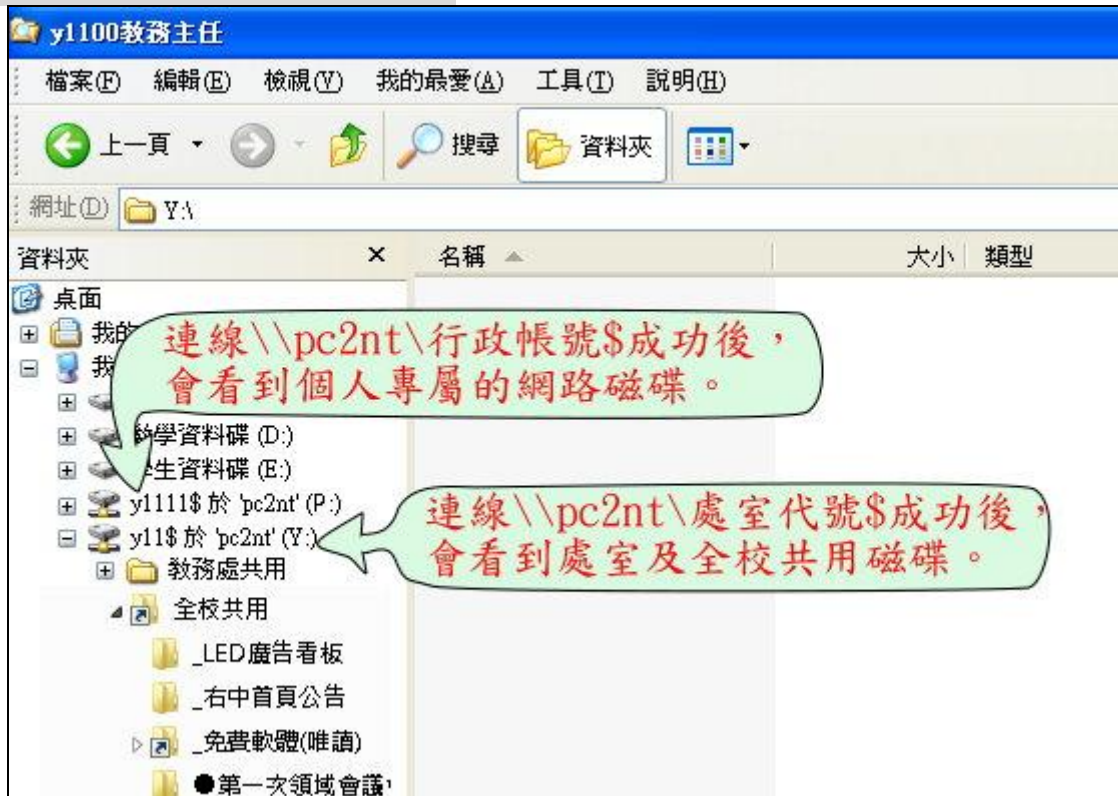 y1100教務主任
檔案(F) 編輯(E) 檢視(V) 我的最愛(A) 工具(T) 說明(H)
上一頁 搜尋 資料夾
網址(D) Y:\
資料夾 × 名稱 大小 類型
桌面
我的
連線\\pc2nt\行政帳號$成功後，
會看到個人專屬的網路磁碟。
我
學資料碟 (D:)
生資料碟 (E:)
y1111$ 於 'pc2nt' (P:)
y11$ 於 'pc2nt' (Y:)
連線\\pc2nt\處室代號$成功後，
會看到處室及全校共用磁碟。
教務處共用
全校共用
_LED廣告看板
_右中首頁公告
_免費軟體(唯讀)
●第一次領域會議